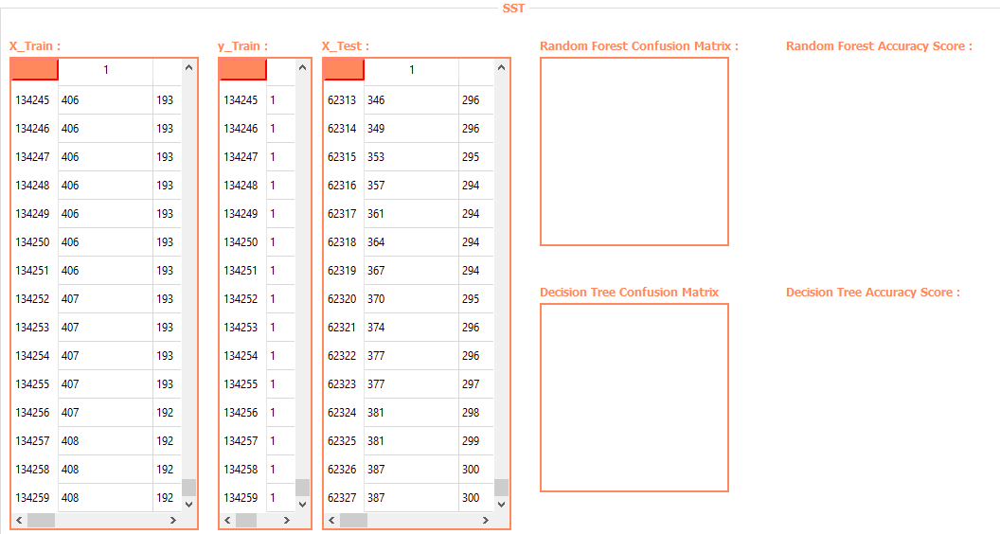 SST
X_Train : y_Train : X_Test : Random Forest Confusion Matrix : Random Forest Accuracy Score :
1 1
134245 406 193 134245 1 62313 346 296
134246 406 193 134246 1 62314 349 296
134247 406 193 134247 1 62315 353 295
134248 406 193 134248 1 62316 357 294
134249 406 193 134249 1 62317 361 294
134250 406 193 134250 1 62318 364 294
134251 406 193 134251 1 62319 367 294
134252 407 193 134252 1 62320 370 295
Decision Tree Confusion Matrix Decision Tree Accuracy Score :
134253 407 193 134253 1 62321 374 296
134254 407 193 134254 1 62322 377 296
134255 407 193 134255 1 62323 377 297
134256 407 192 134256 1 62324 381 298
134257 408 192 134257 1 62325 381 299
134258 408 192 134258 1 62326 387 300
134259 408 192 134259 1 62327 387 300